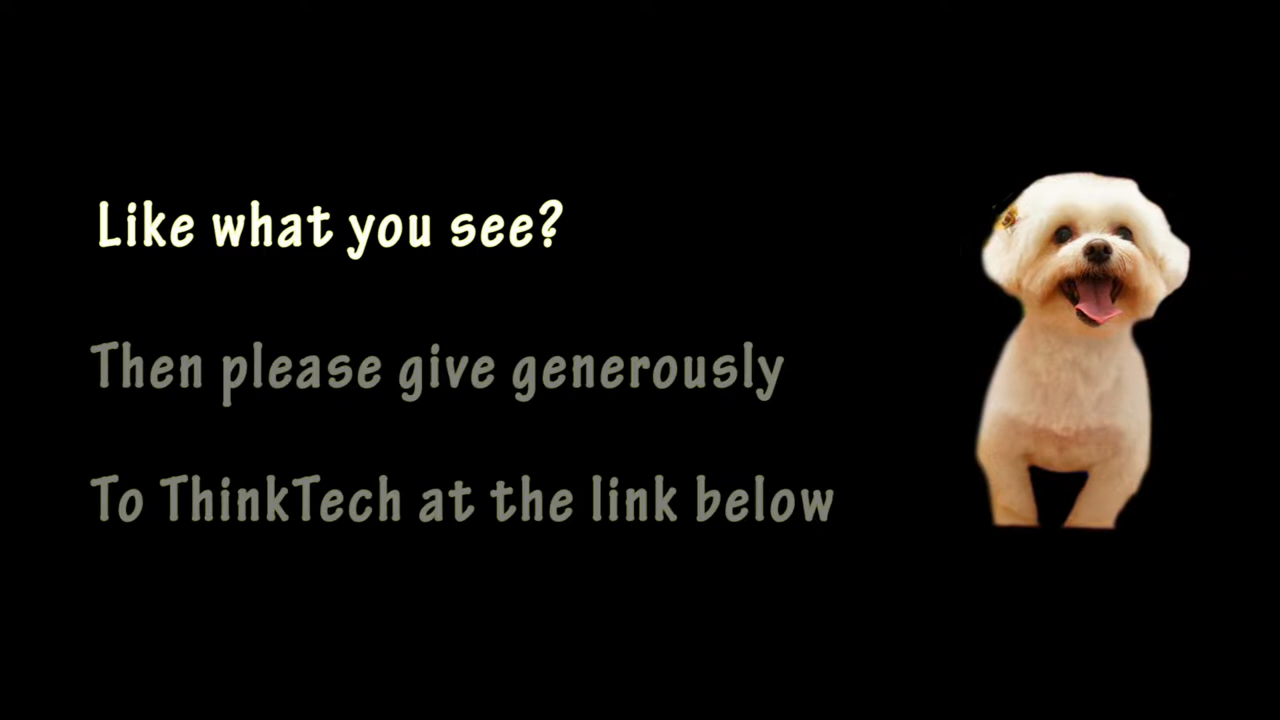 Like what you see?
Then please give generously
To ThinkTech at the link below